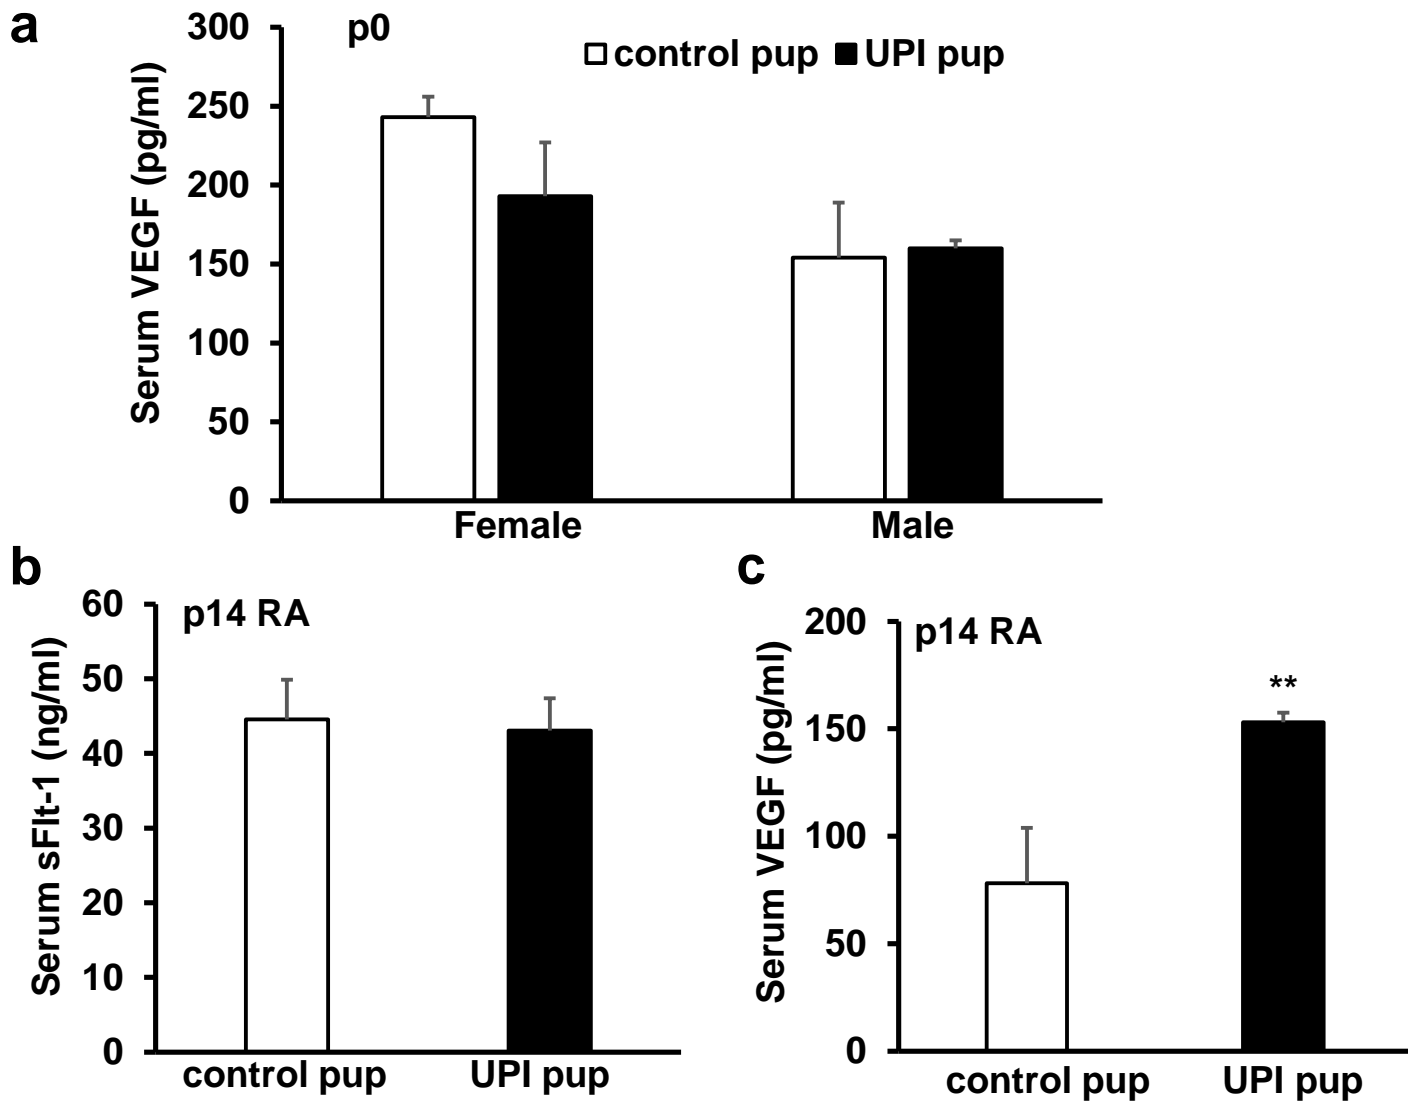 a
p0
control pup UPI pup
Serum VEGF (pg/ml)
300
250
200
150
100
50
0
Female Male
b
p14 RA
Serum sFlt-1 (ng/ml)
60
50
40
30
20
10
0
control pup UPI pup
c
p14 RA
**
Serum VEGF (pg/ml)
200
150
100
50
0
control pup UPI pup